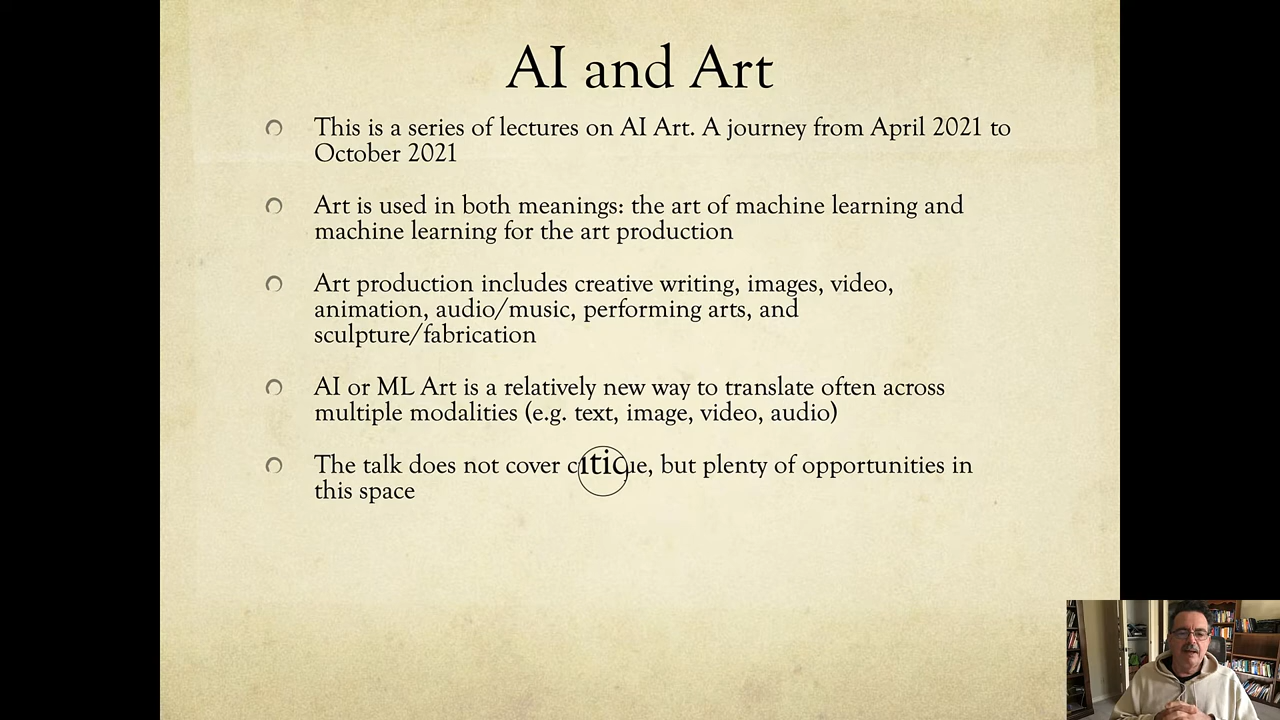 AI and Art
This is a series of lectures on AI Art. A journey from April 2021 to
October 2021
Art is used in both meanings: the art of machine learning and
machine learning for the art production
Art production includes creative writing, images, video,
animation, audio/music, performing arts, and
sculpture/fabrication
AI or ML Art is a relatively new way to translate often across
multiple modalities (e.g. text, image, video, audio)
The talk does not cover critique, but plenty of opportunities in
this space